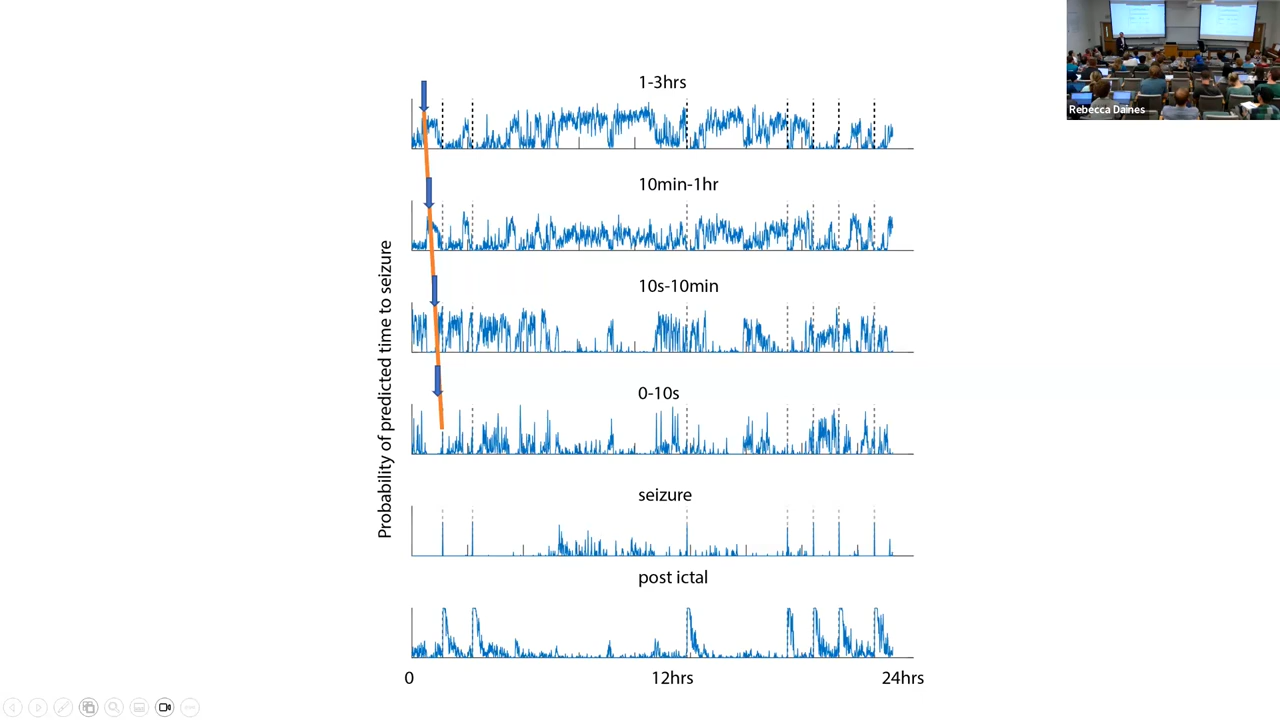 Rebecca Daines
1-3hrs
10min-1hr
10s-10min
0-10s
seizure
post ictal
Probability of predicted time to seizure
0
12hrs
24hrs